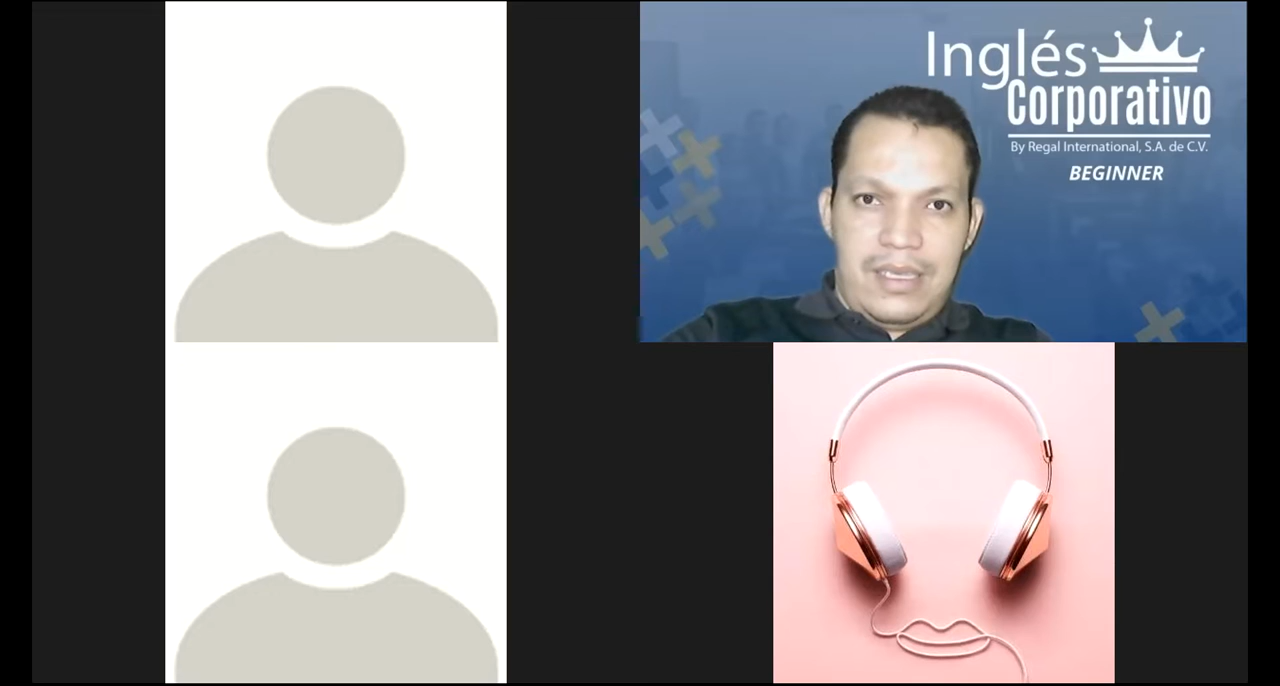 Inglés
Corporativo
By Regal International, S.A. de C.V.
BEGINNER